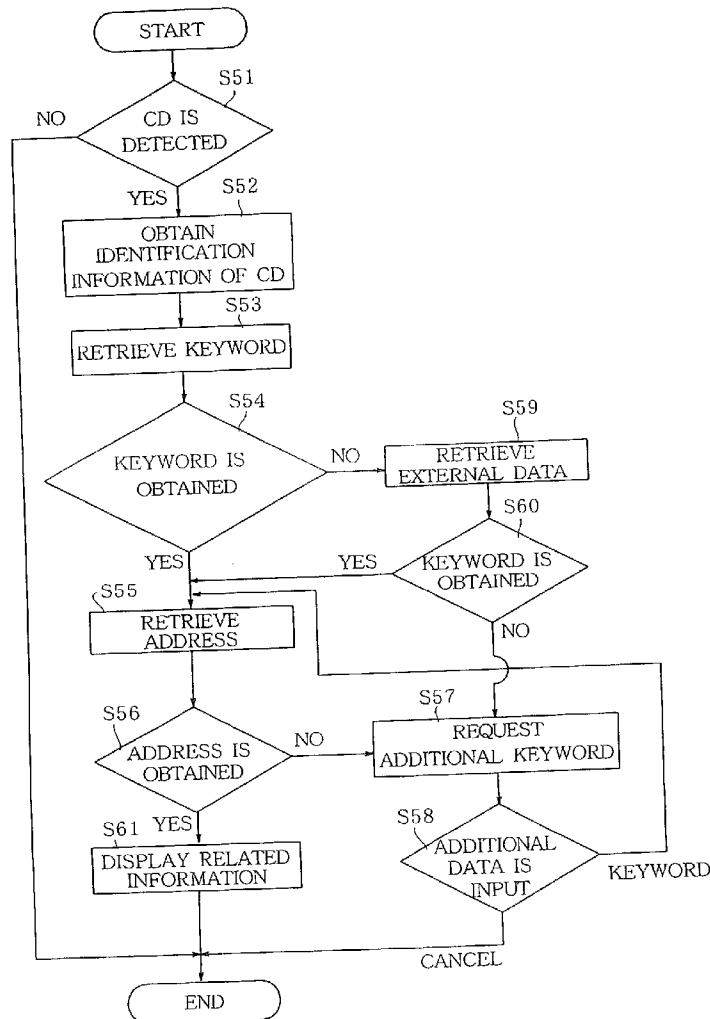 START
S51
NO
CD IS
DETECTED
YES
S52
OBTAIN
IDENTIFICATION
INFORMATION OF CD
S53
RETRIEVE KEYWORD
S54
KEYWORD IS
OBTAINED
NO
S59
RETRIEVE
EXTERNAL DATA
S60
YES
YES
KEYWORD IS
OBTAINED
S55
RETRIEVE
ADDRESS
NO
S56
ADDRESS IS
OBTAINED
NO
S57
REQUEST
ADDITIONAL KEYWORD
YES
S61
DISPLAY RELATED
INFORMATION
S58
ADDITIONAL
DATA IS
INPUT
KEYWORD
CANCEL
END